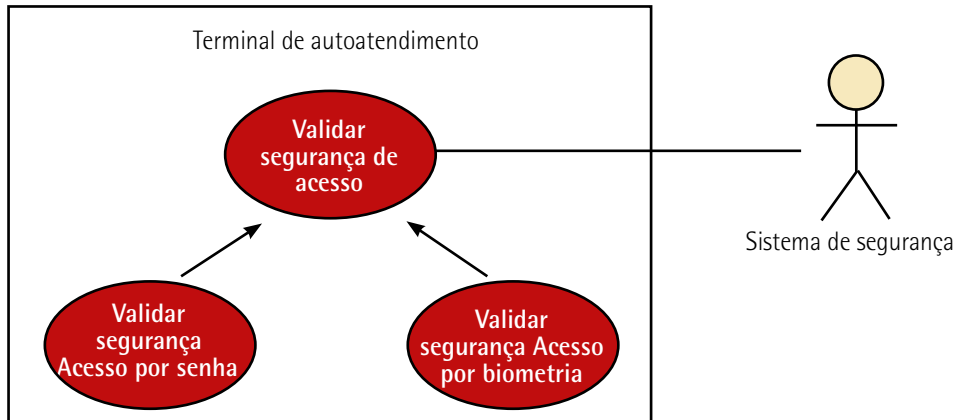 Terminal de autoatendimento
Validar
segurança de
acesso
Sistema de segurança
Validar
segurança
Acesso por senha
Validar
segurança Acesso
por biometria